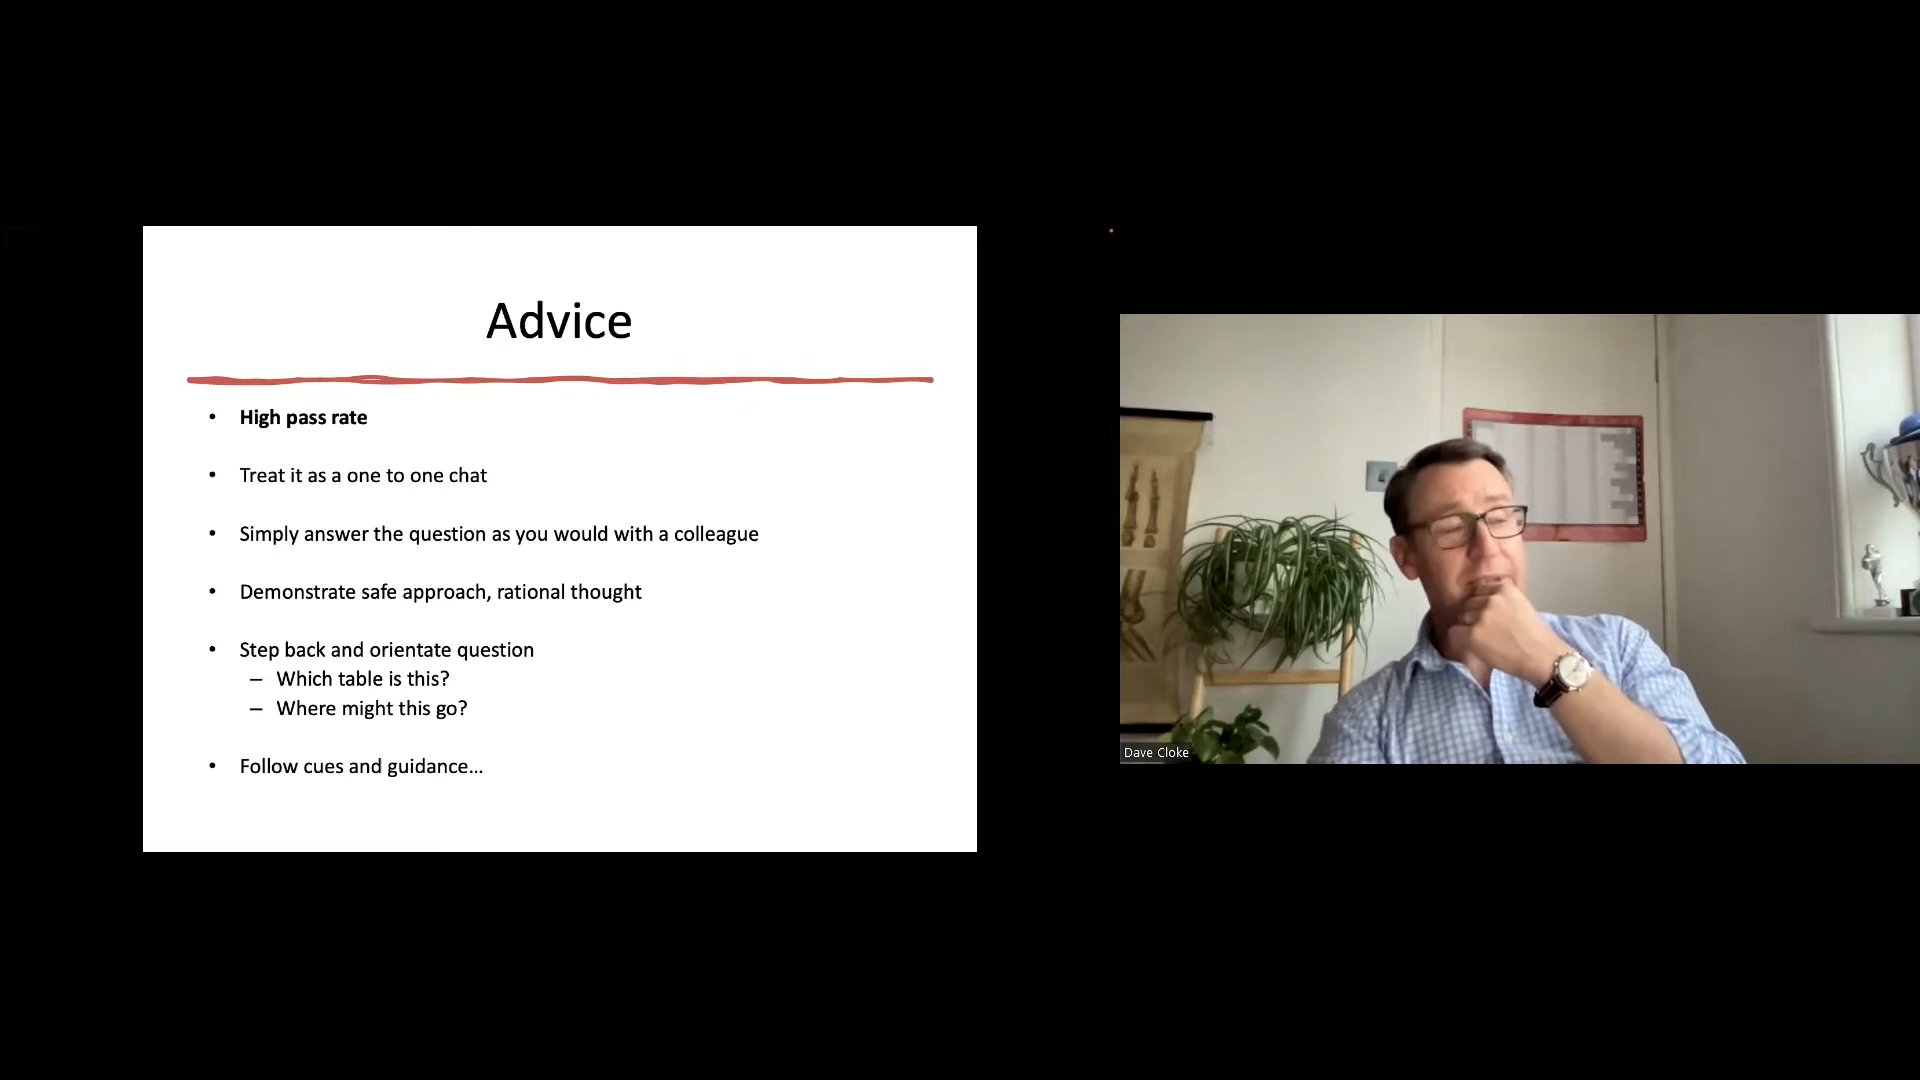 Advice
• High pass rate
• Treat it as a one to one chat
• Simply answer the question as you would with a colleague
• Demonstrate safe approach, rational thought
• Step back and orientate question
– Which table is this?
– Where might this go?
• Follow cues and guidance...
Dave Cloke